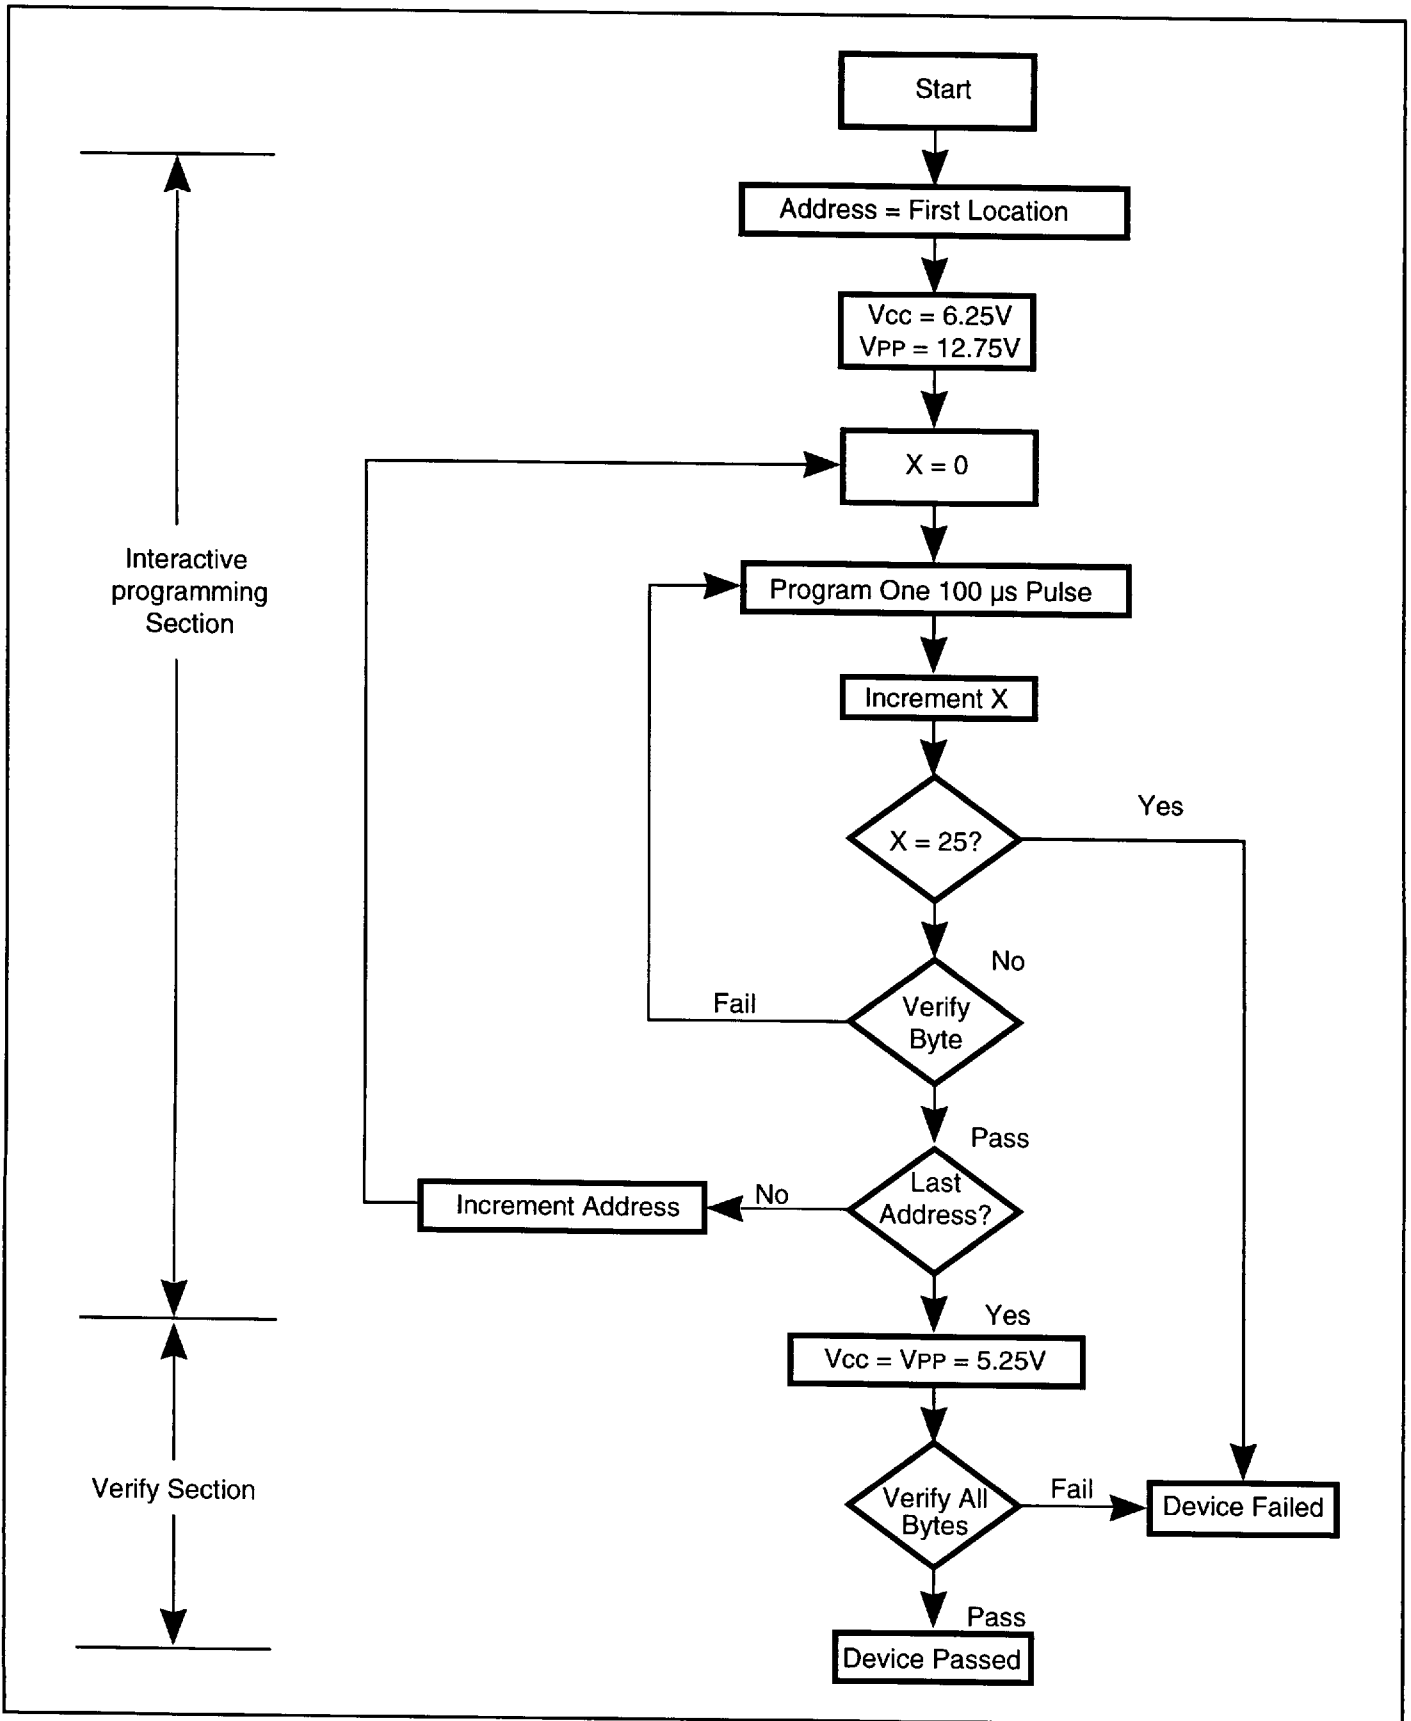 Start
Address = First Location
Vcc = 6.25V
VPP = 12.75V
X = 0
Interactive
programming
Section
Program One 100 µs Pulse
Increment X
X = 25?
Yes
No
Verify
Byte
Fail
Pass
Last
Address?
No
Increment Address
Yes
Vcc = VPP = 5.25V
Verify Section
Verify All
Bytes
Fail
Device Failed
Pass
Device Passed